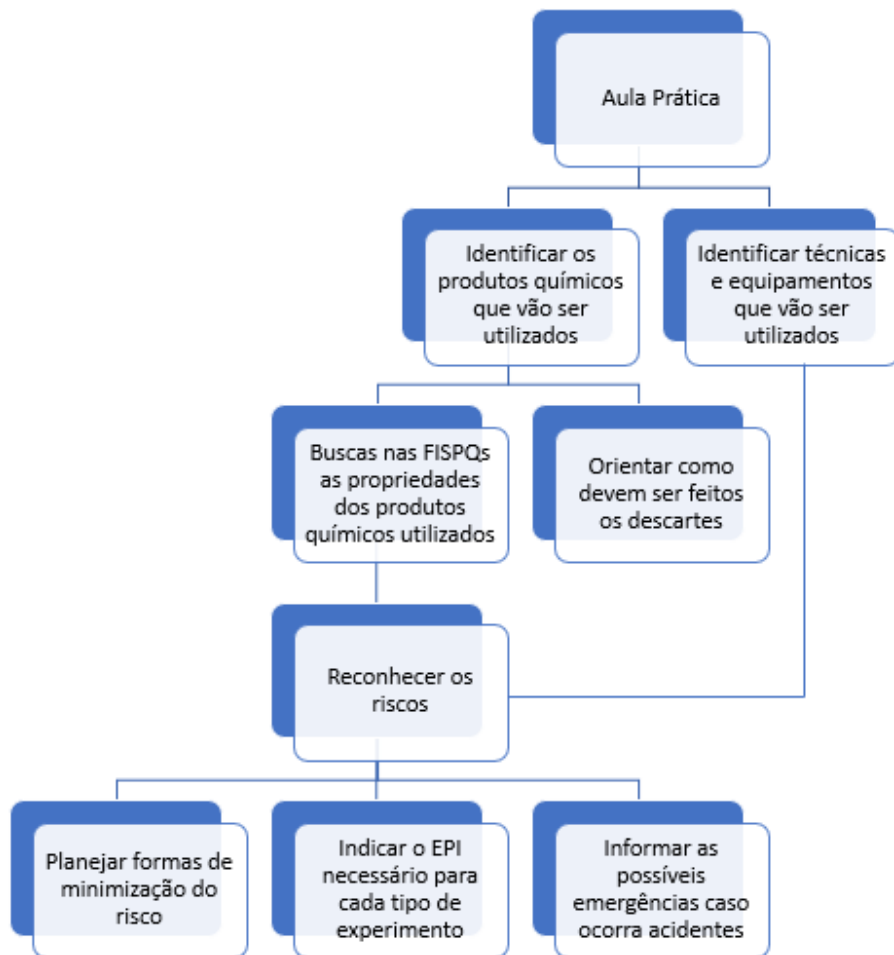 Aula Prática
Identificar os
produtos químicos
que vão ser
utilizados
Identificar técnicas
e equipamentos
que vão ser
utilizados
Buscas nas FISPQs
as propriedades
dos produtos
químicos utilizados
Orientar como
devem ser feitos
os descartes
Reconhecer os
riscos
Planejar formas de
minimização do
risco
Indicar o EPI
necessário para
cada tipo de
experimento
Informar as
possíveis
emergências caso
ocorra acidentes